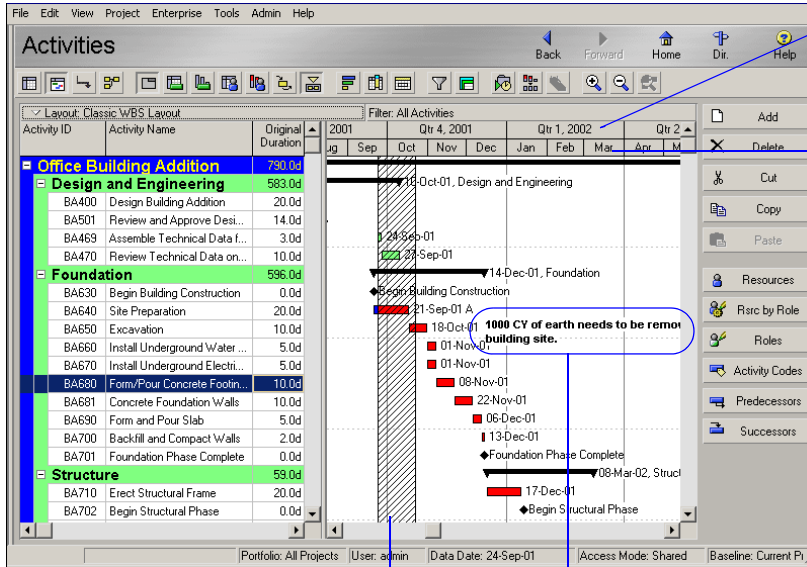 File Edit View Project Enterprise Tools Admin Help
Activities
Back Forward Home Dir. Help
Layout: Classic WBS Layout Filter: All Activities
Activity ID Activity Name Original Duration
2001 Qtr 4, 2001 Qtr 1, 2002 Qtr 2
ug Sep Oct Nov Dec Jan Feb Mar Apr M
Office Building Addition 790.0d
Design and Engineering 583.0d -Oct-01, Design and Engineering
BA400 Design Building Addition 20.0d
BA501 Review and Approve Desi... 14.0d
BA469 Assemble Technical Data f... 3.0d 24-Sep-01
BA470 Review Technical Data on... 10.0d 27-Sep-01
Foundation 596.0d 14-Dec-01, Foundation
BA630 Begin Building Construction 0.0d Begin Building Construction
BA640 Site Preparation 20.0d 21-Sep-01 A
BA650 Excavation 10.0d 18-Oct-01
1000 CY of earth needs to be remov
building site.
BA660 Install Underground Water ... 5.0d 01-Nov-01
BA670 Install Underground Electri... 5.0d 01-Nov-01
BA680 Form/Pour Concrete Footin... 10.0d 08-Nov-01
BA681 Concrete Foundation Walls 10.0d 22-Nov-01
BA690 Form and Pour Slab 5.0d 06-Dec-01
BA700 Backfill and Compact Walls 2.0d 13-Dec-01
BA701 Foundation Phase Complete 0.0d Foundation Phase Complete
Structure 59.0d 08-Mar-02, Struct
BA710 Erect Structural Frame 20.0d 17-Dec-01
BA702 Begin Structural Phase 0.0d Begin Structural Phase
Add
Delete
Cut
Copy
Paste
Resources
Rsrc by Role
Roles
Activity Codes
Predecessors
Successors
Portfolio: All Projects User: admin Data Date: 24-Sep-01 Access Mode: Shared Baseline: Current Pr